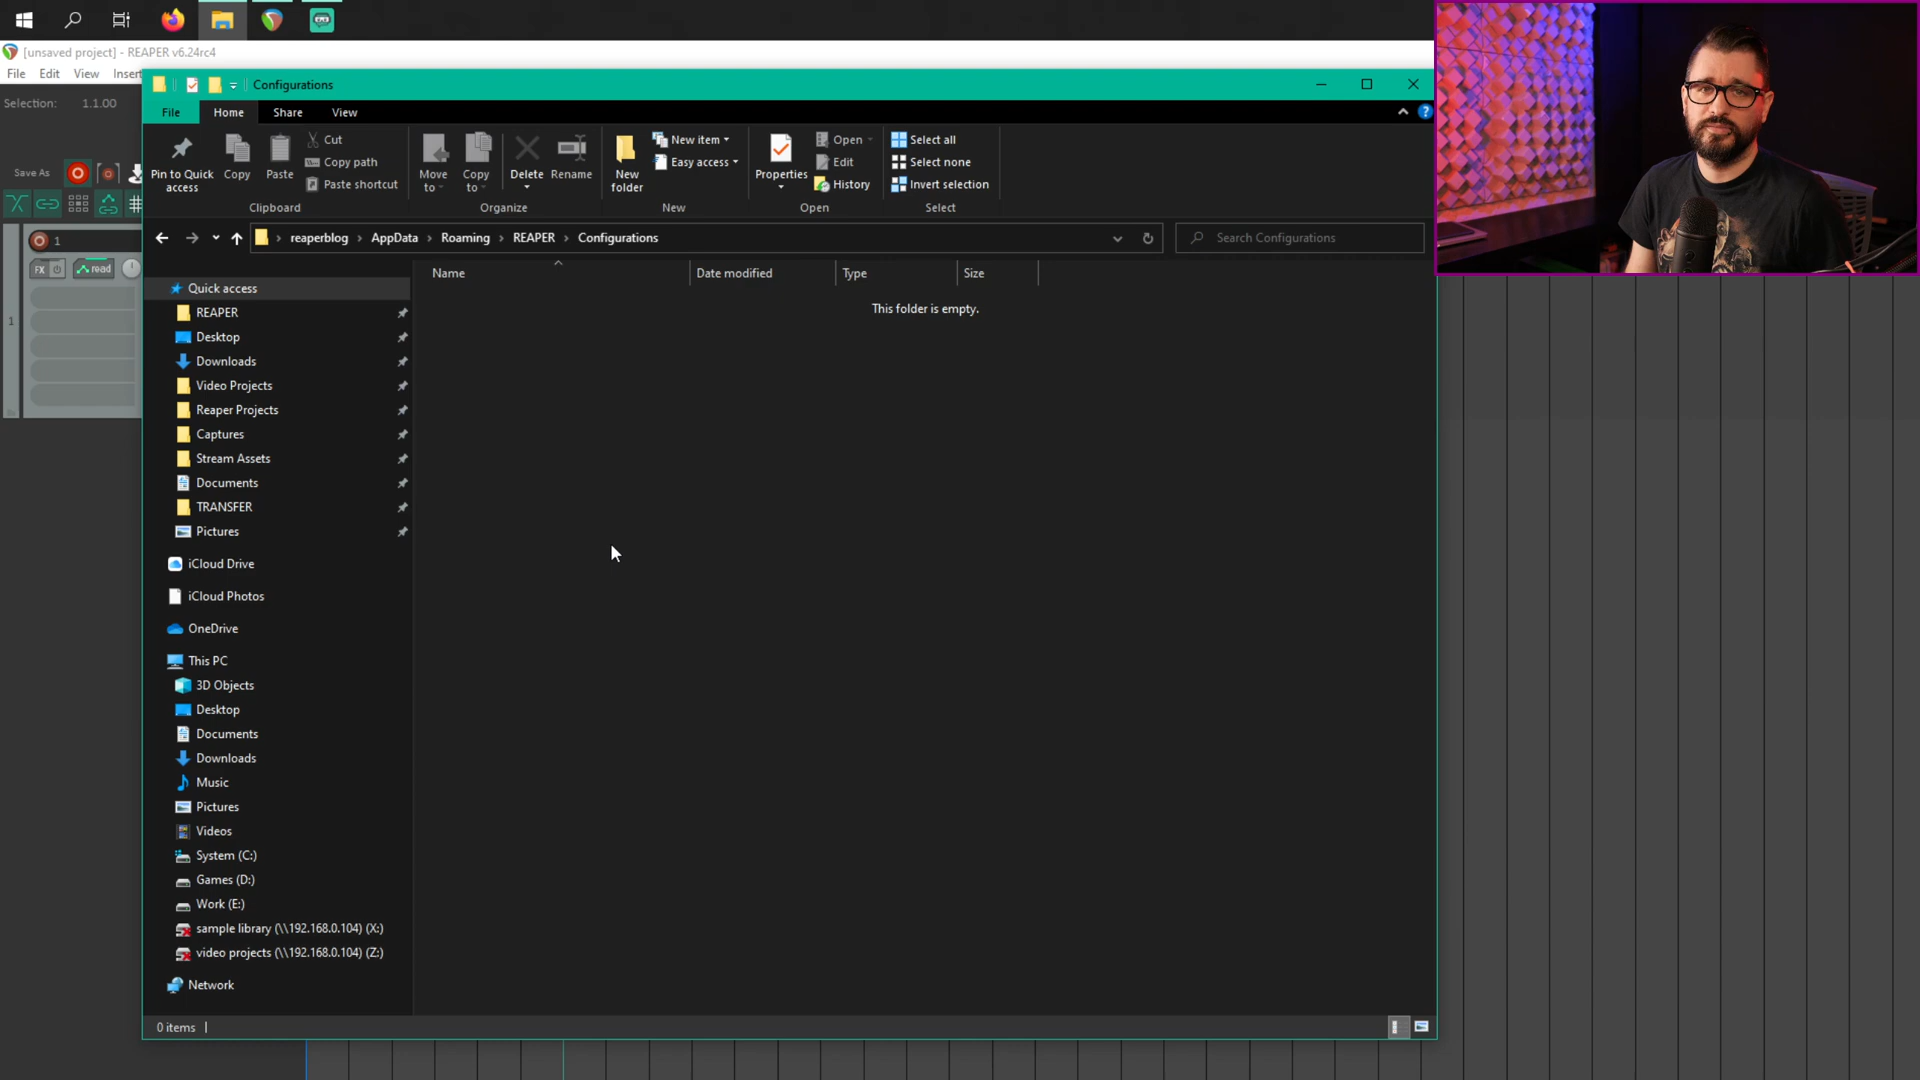 [unsaved project] - REAPER v6.24rc4
File Edit View Insert
Selection: 1.1.00
Save As
1
FX read
1
Configurations
File Home Share View
Pin to Quick access
Copy
Paste
Cut
Copy path
Paste shortcut
Clipboard
Move to
Copy to
Delete
Rename
Organize
New folder
New item
Easy access
New
Properties
Open
Edit
History
Open
Select all
Select none
Invert selection
Select
reaperblog > AppData > Roaming > REAPER > Configurations
Search Configurations
Name Date modified Type Size
This folder is empty.
Quick access
REAPER
Desktop
Downloads
Video Projects
Reaper Projects
Captures
Stream Assets
Documents
TRANSFER
Pictures
iCloud Drive
iCloud Photos
OneDrive
This PC
3D Objects
Desktop
Documents
Downloads
Music
Pictures
Videos
System (C:)
Games (D:)
Work (E:)
sample library (\\192.168.0.104) (X:)
video projects (\\192.168.0.104) (Z:)
Network
0 items